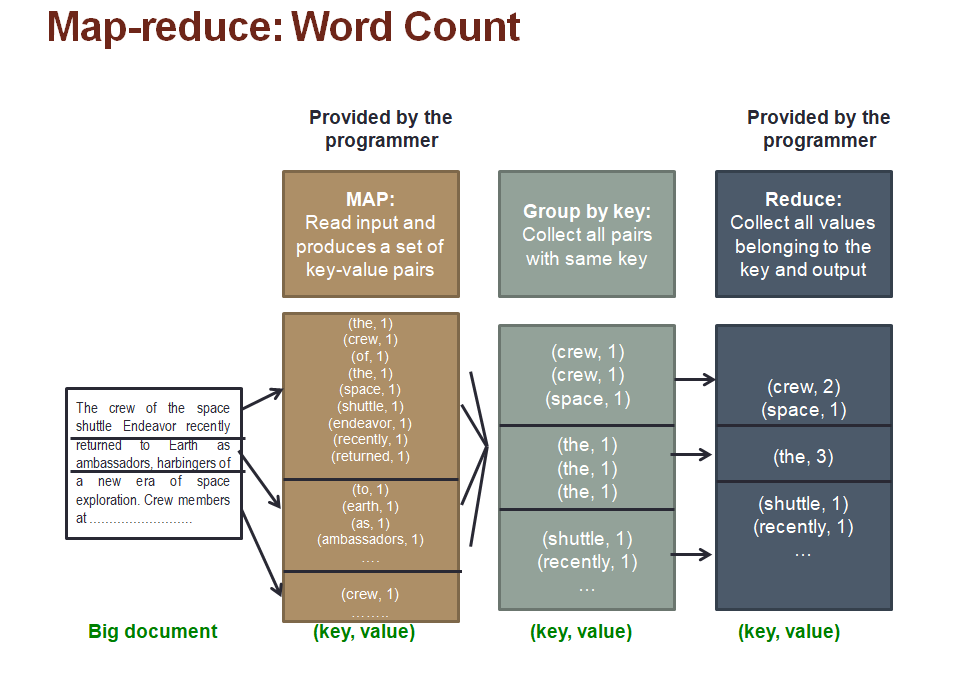 Map-reduce: Word Count
Provided by the
programmer
Provided by the
programmer
MAP:
Read input and
produces a set of
key-value pairs
Group by key:
Collect all pairs
with same key
Reduce:
Collect all values
belonging to the
key and output
The crew of the space
shuttle Endeavor recently
returned to Earth as
ambassadors, harbingers of
a new era of space
exploration. Crew members
at ..........................
(the, 1)
(crew, 1)
(of, 1)
(the, 1)
(space, 1)
(shuttle, 1)
(endeavor, 1)
(recently, 1)
(returned, 1)
(to, 1)
(earth, 1)
(as, 1)
(ambassadors, 1)
....
(crew, 1)
........
(crew, 1)
(crew, 1)
(space, 1)
(the, 1)
(the, 1)
(the, 1)
(shuttle, 1)
(recently, 1)
...
(crew, 2)
(space, 1)
(the, 3)
(shuttle, 1)
(recently, 1)
...
Big document
(key, value)
(key, value)
(key, value)